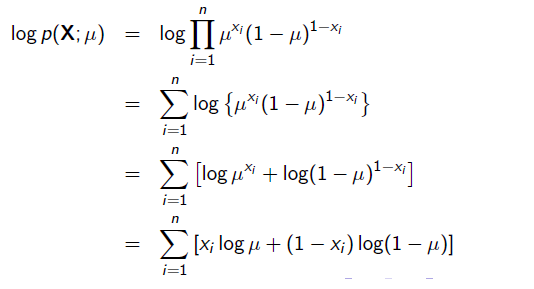 log p(X; μ) = log ∏_{i=1}^{n} μ^{x_i}(1 − μ)^{1−x_i}
= ∑_{i=1}^{n} log {μ^{x_i}(1 − μ)^{1−x_i}}
= ∑_{i=1}^{n} [log μ^{x_i} + log(1 − μ)^{1−x_i}]
= ∑_{i=1}^{n} [x_i log μ + (1 − x_i) log(1 − μ)]